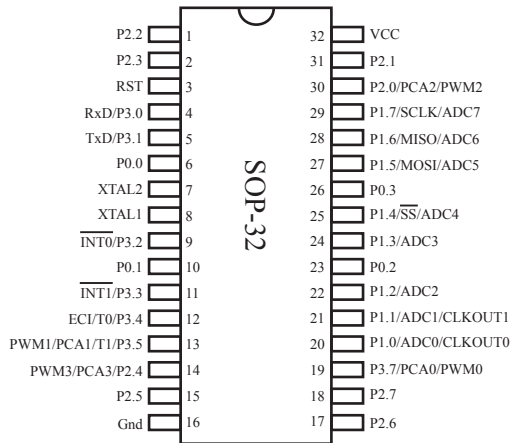 P2.2 1 32 VCC
P2.3 2 31 P2.1
RST 3 30 P2.0/PCA2/PWM2
RxD/P3.0 4 29 P1.7/SCLK/ADC7
TxD/P3.1 5 28 P1.6/MISO/ADC6
P0.0 6 27 P1.5/MOSI/ADC5
XTAL2 7 26 P0.3
XTAL1 8 25 P1.4/S̅S̅/ADC4
I̅N̅T̅0̅/P3.2 9 24 P1.3/ADC3
P0.1 10 23 P0.2
I̅N̅T̅1̅/P3.3 11 22 P1.2/ADC2
ECI/T0/P3.4 12 21 P1.1/ADC1/CLKOUT1
PWM1/PCA1/T1/P3.5 13 20 P1.0/ADC0/CLKOUT0
PWM3/PCA3/P2.4 14 19 P3.7/PCA0/PWM0
P2.5 15 18 P2.7
Gnd 16 17 P2.6
SOP-32